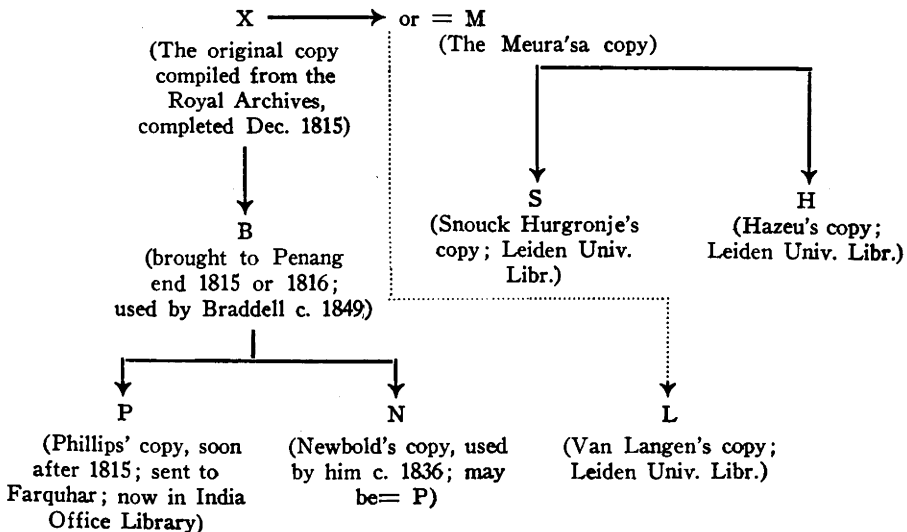 X or = M
(The original copy
compiled from the
Royal Archives,
completed Dec. 1815)
(The Meura'sa copy)
S
(Snouck Hurgronje's
copy; Leiden Univ.
Libr.)
H
(Hazeu's copy;
Leiden Univ. Libr.)
B
(brought to Penang
end 1815 or 1816;
used by Braddell c. 1849;)
P
(Phillips' copy, soon
after 1815; sent to
Farquhar; now in India
Office Library)
N
(Newbold's copy, used
by him c. 1836; may
be= P)
L
(Van Langen's copy;
Leiden Univ. Libr.)